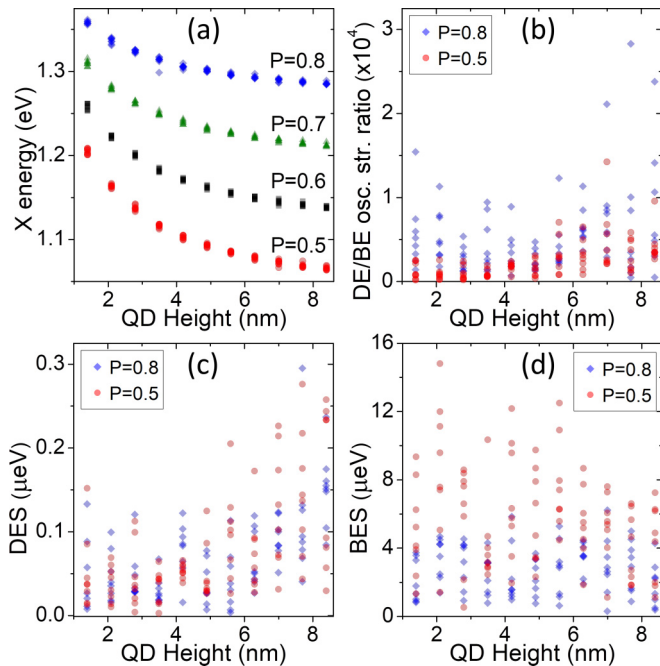 (a)
P=0.8
P=0.7
P=0.6
P=0.5
1.3
1.2
1.1
X energy (eV)
2 4 6 8
QD Height (nm)
(b)
P=0.8
P=0.5
3
2
1
0
DE/BE osc. str. ratio (x10⁴)
2 4 6 8
QD Height (nm)
(c)
P=0.8
P=0.5
0.3
0.2
0.1
0.0
DES (µeV)
2 4 6 8
QD Height (nm)
(d)
P=0.8
P=0.5
16
12
8
4
0
BES (µeV)
2 4 6 8
QD Height (nm)